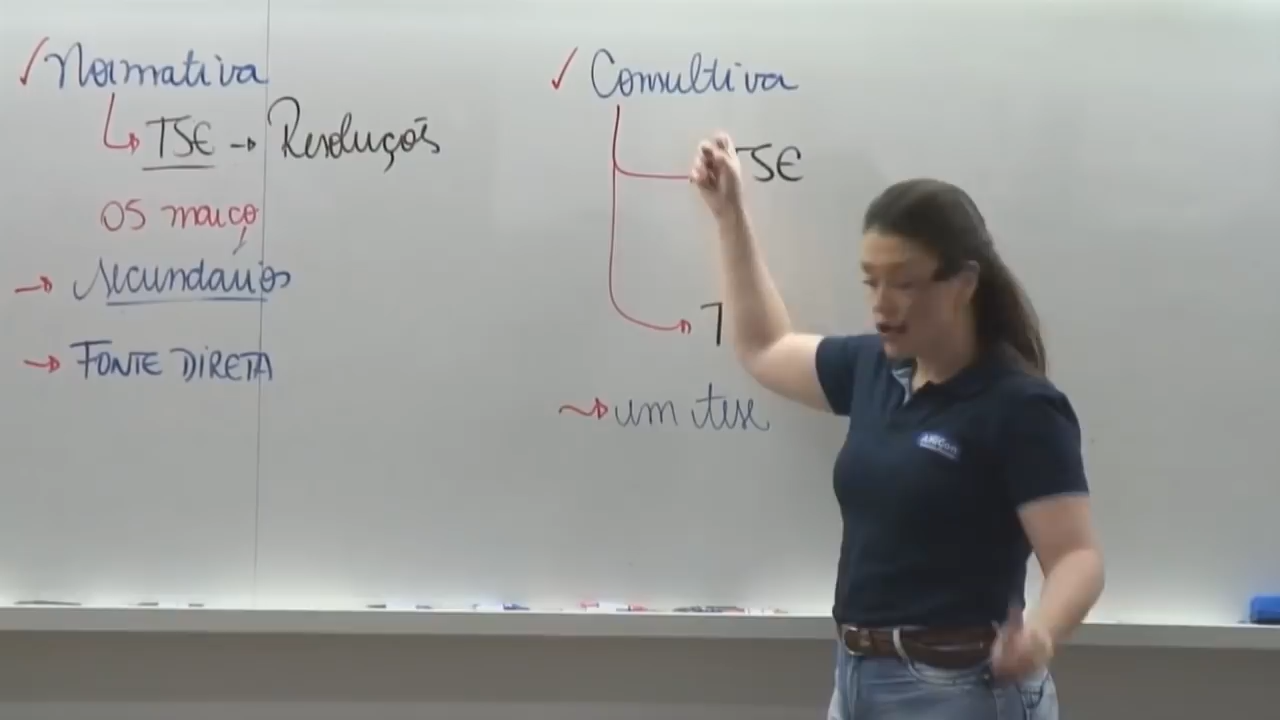 ✓ Normativa
↳ TSE → Resoluções
05 março
→ Secundários
→ FONTE DIRETA
✓ Consultiva
TSE
T
→ um tese